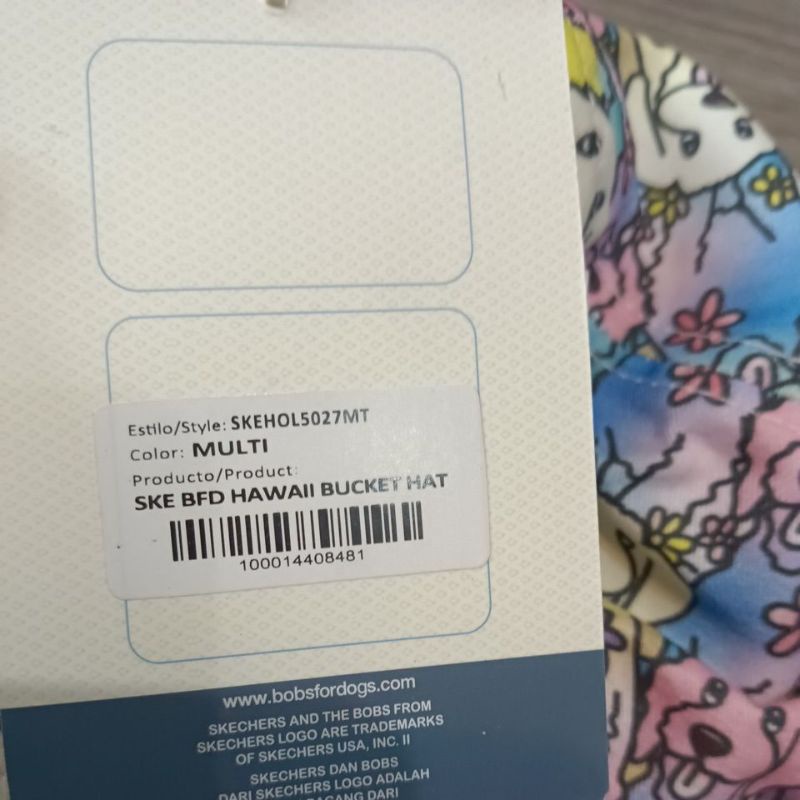 Estilo/Style: SKEHOL5027MT
Color: MULTI
Producto/Product:
SKE BFD HAWAII BUCKET HAT
100014408481
www.bobsfordogs.com
SKECHERS AND THE BOBS FROM
SKECHERS LOGO ARE TRADEMARKS
OF SKECHERS USA, INC. II
SKECHERS DAN BOBS
DARI SKECHERS LOGO ADALAH
DARI